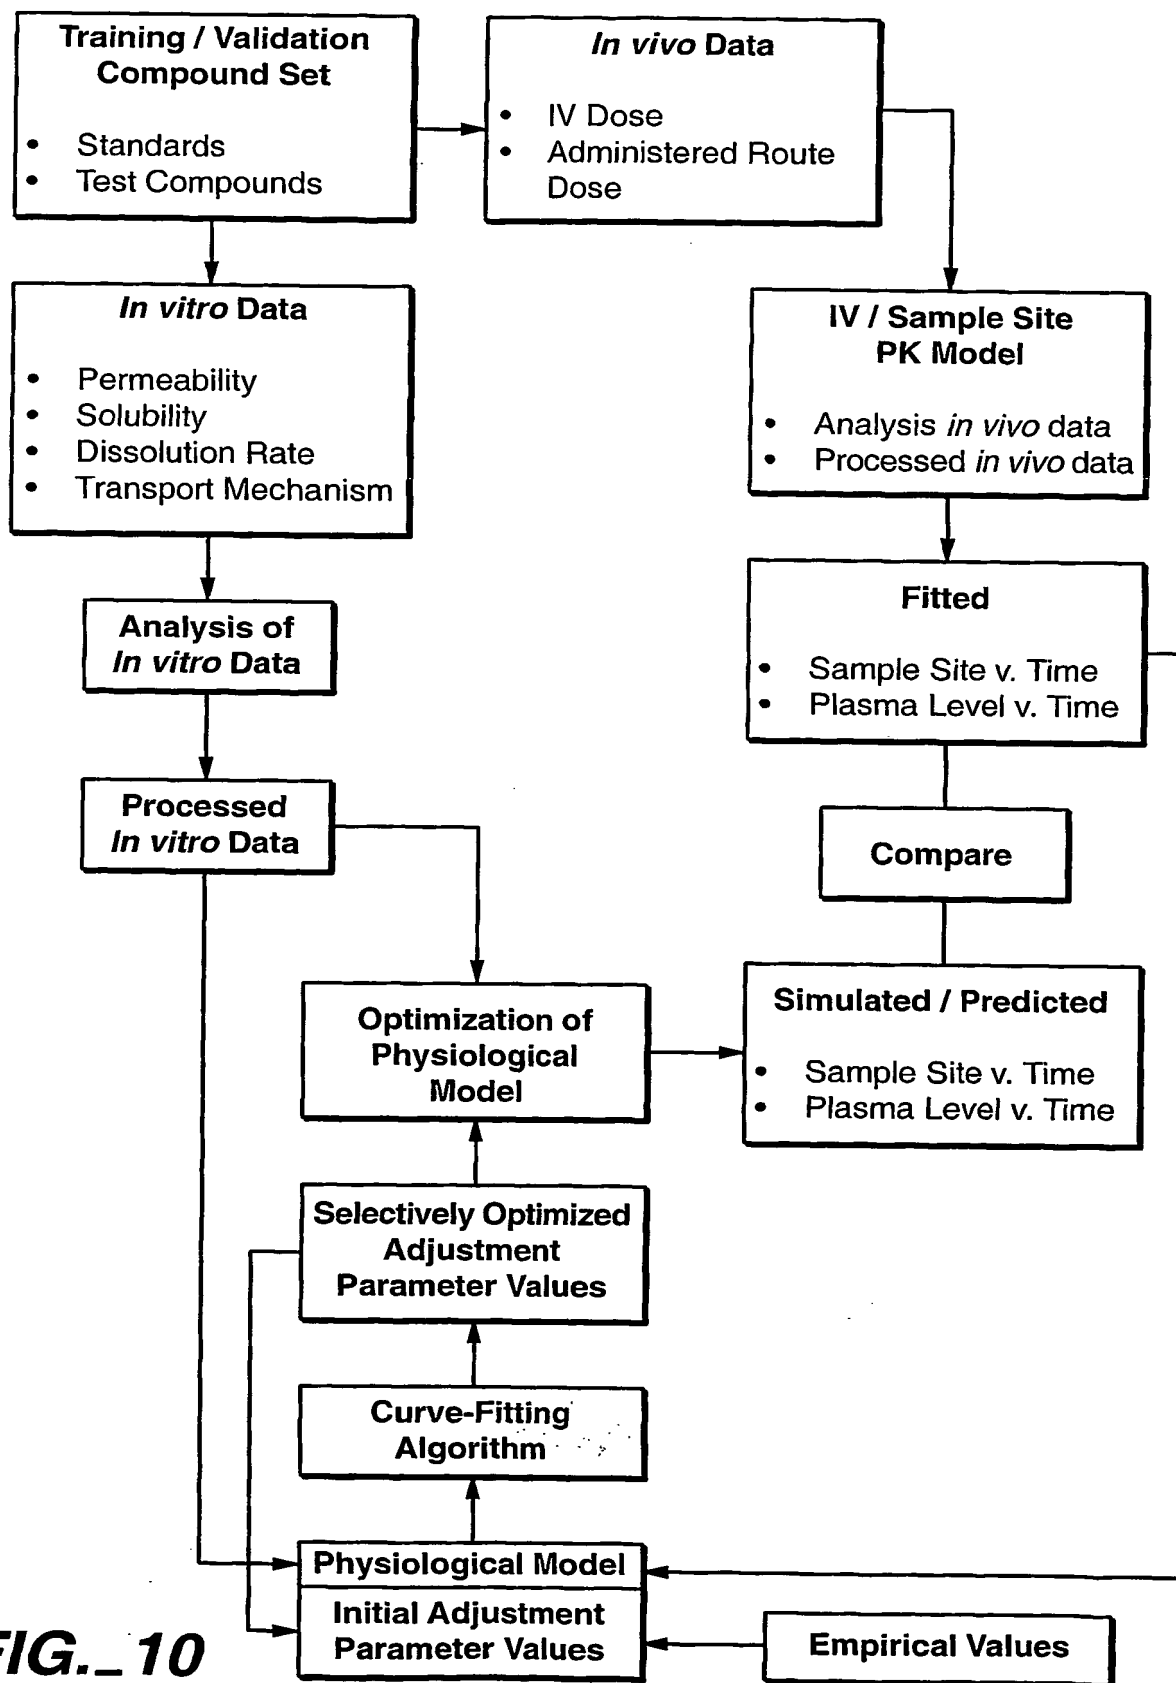 Training / Validation
Compound Set
• Standards
• Test Compounds
In vivo Data
• IV Dose
• Administered Route
Dose
In vitro Data
• Permeability
• Solubility
• Dissolution Rate
• Transport Mechanism
IV / Sample Site
PK Model
• Analysis in vivo data
• Processed in vivo data
Analysis of
In vitro Data
Fitted
• Sample Site v. Time
• Plasma Level v. Time
Processed
In vitro Data
Compare
Optimization of
Physiological
Model
Simulated / Predicted
• Sample Site v. Time
• Plasma Level v. Time
Selectively Optimized
Adjustment
Parameter Values
Curve-Fitting
Algorithm
Physiological Model
Initial Adjustment
Parameter Values
Empirical Values
FIG._10